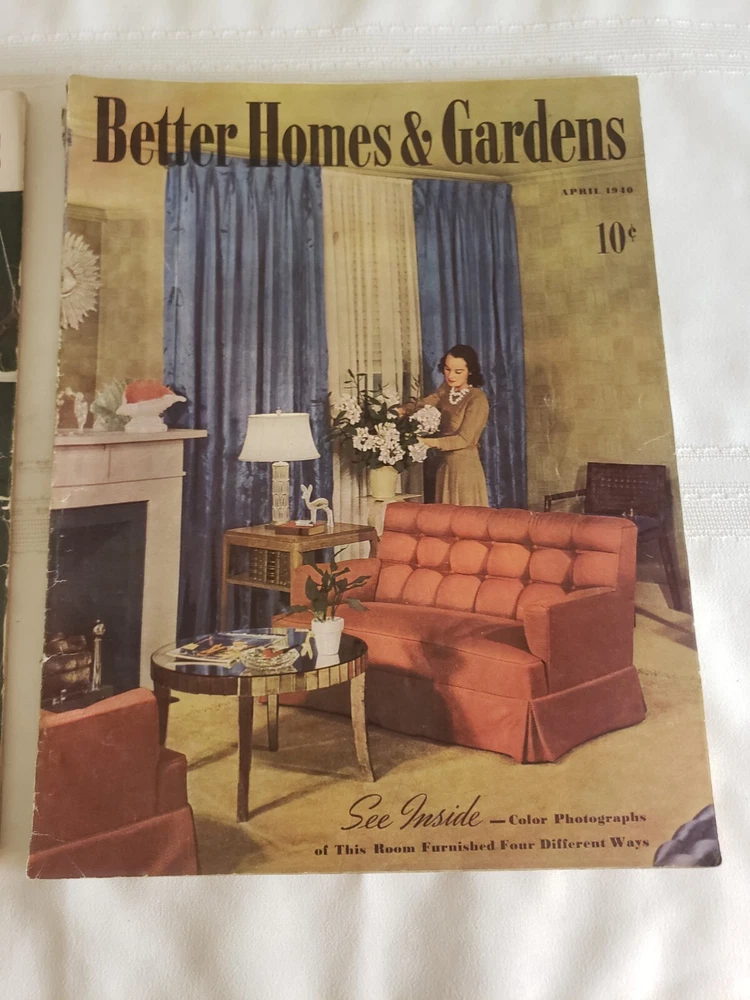 Better Homes & Gardens
APRIL 1940
10¢
See Inside — Color Photographs
of This Room Furnished Four Different Ways